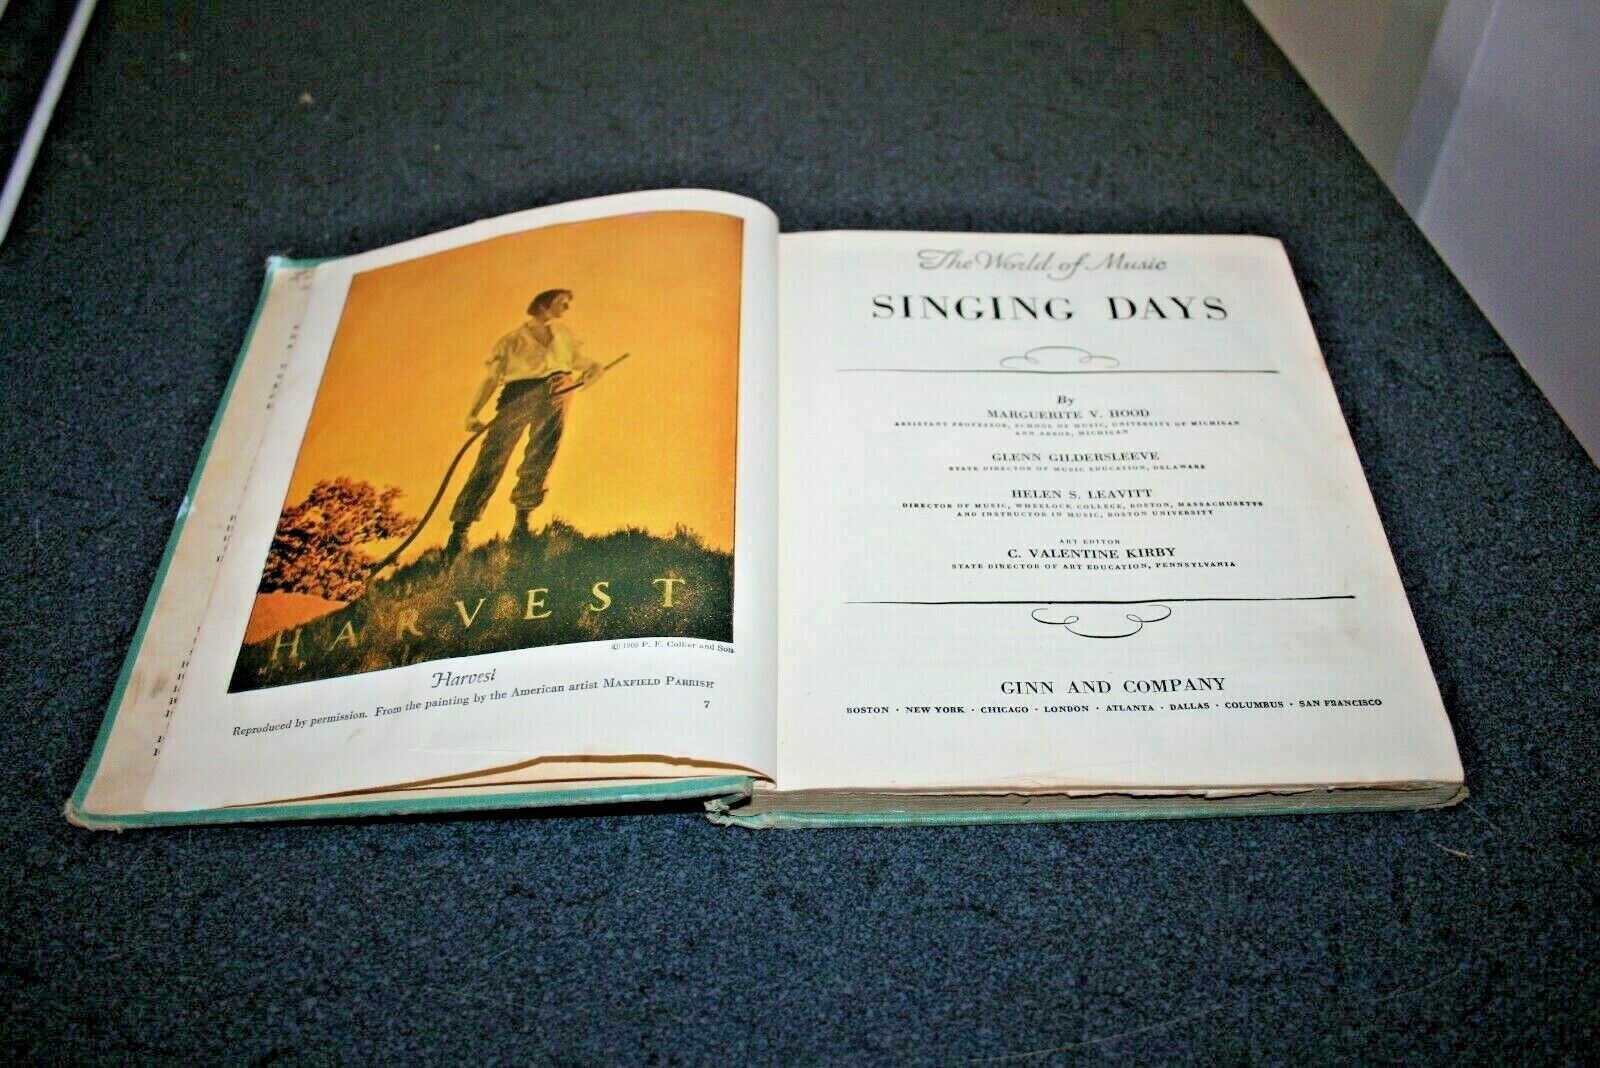 HARVEST
M. P.
© 1905 P. F. Collier and Son
Harvest
Reproduced by permission. From the painting by the American artist MAXFIELD PARRISH
7
The World of Music
SINGING DAYS
By
MARGUERITE V. HOOD
ASSISTANT PROFESSOR, SCHOOL OF MUSIC, UNIVERSITY OF MICHIGAN
ANN ARBOR, MICHIGAN
GLENN GILDERSLEEVE
STATE DIRECTOR OF MUSIC EDUCATION, DELAWARE
HELEN S. LEAVITT
DIRECTOR OF MUSIC, WHEELOCK COLLEGE, BOSTON, MASSACHUSETTS
AND INSTRUCTOR IN MUSIC, BOSTON UNIVERSITY
ART EDITOR
C. VALENTINE KIRBY
STATE DIRECTOR OF ART EDUCATION, PENNSYLVANIA
GINN AND COMPANY
BOSTON · NEW YORK · CHICAGO · LONDON · ATLANTA · DALLAS · COLUMBUS · SAN FRANCISCO